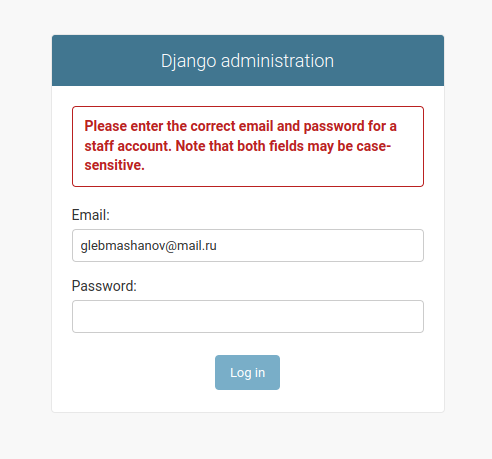 Django administration
Please enter the correct email and password for a
staff account. Note that both fields may be case-
sensitive.
Email:
glebmashanov@mail.ru
Password:
Log in